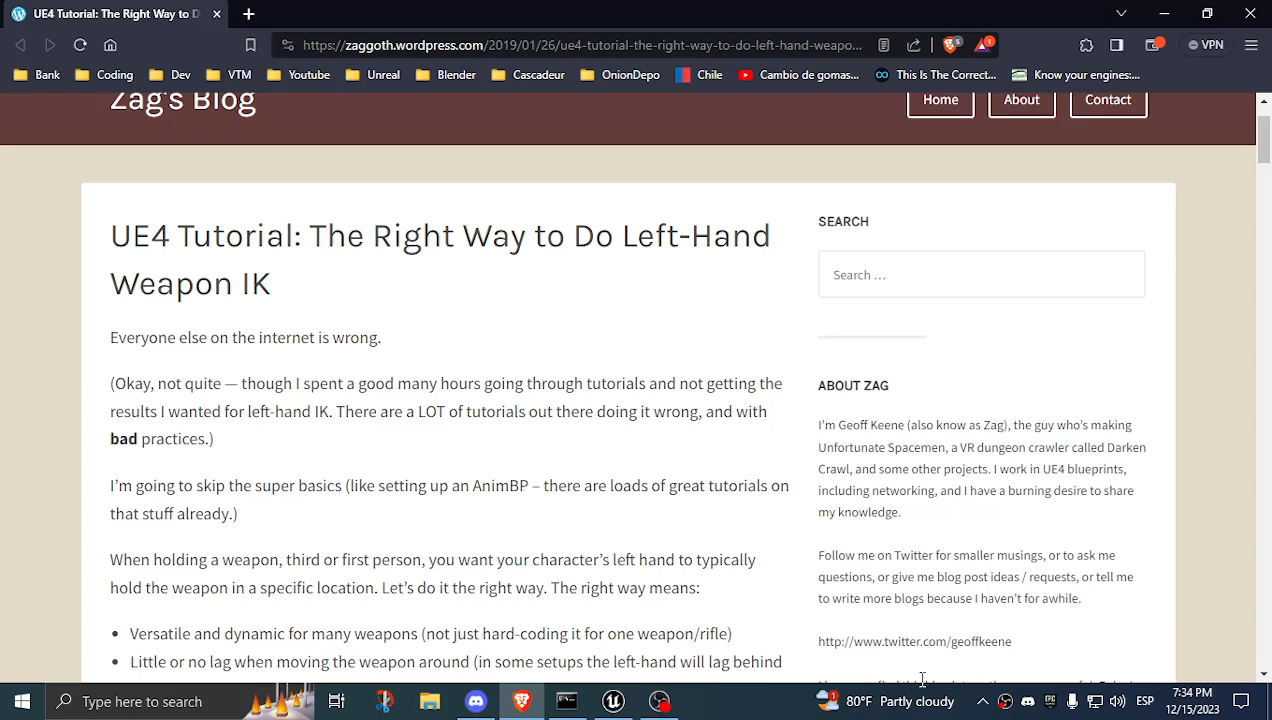 UE4 Tutorial: The Right Way to D
https://zaggoth.wordpress.com/2019/01/26/ue4-tutorial-the-right-way-to-do-left-hand-weapo...
5
1
VPN
Bank
Coding
Dev
VTM
Youtube
Unreal
Blender
Cascadeur
OnionDepo
Chile
Cambio de gomas...
This Is The Correct...
Know your engines:...
Zag's Blog
Home
About
Contact
UE4 Tutorial: The Right Way to Do Left-Hand
Weapon IK
Everyone else on the internet is wrong.
(Okay, not quite — though I spent a good many hours going through tutorials and not getting the
results I wanted for left-hand IK. There are a LOT of tutorials out there doing it wrong, and with
bad practices.)
I'm going to skip the super basics (like setting up an AnimBP – there are loads of great tutorials on
that stuff already.)
When holding a weapon, third or first person, you want your character's left hand to typically
hold the weapon in a specific location. Let's do it the right way. The right way means:
• Versatile and dynamic for many weapons (not just hard-coding it for one weapon/rifle)
• Little or no lag when moving the weapon around (in some setups the left-hand will lag behind
SEARCH
Search …
ABOUT ZAG
I'm Geoff Keene (also know as Zag), the guy who's making
Unfortunate Spacemen, a VR dungeon crawler called Darken
Crawl, and some other projects. I work in UE4 blueprints,
including networking, and I have a burning desire to share
my knowledge.
Follow me on Twitter for smaller musings, or to ask me
questions, or give me blog post ideas / requests, or tell me
to write more blogs because I haven't for awhile.
http://www.twitter.com/geoffkeene
Type here to search
1
80°F Partly cloudy
ESP
7:34 PM
12/15/2023